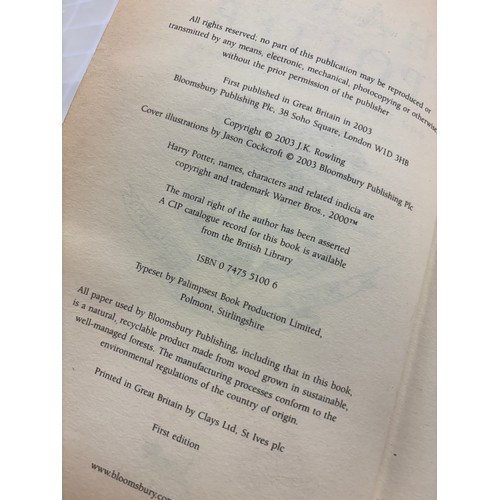 All rights reserved; no part of this publication may be reproduced or
transmitted by any means, electronic, mechanical, photocopying or otherwise
without the prior permission of the publisher
First published in Great Britain in 2003
Bloomsbury Publishing Plc, 38 Soho Square, London W1D 3HB
Copyright © 2003 J.K. Rowling
Cover illustrations by Jason Cockcroft © 2003 Bloomsbury Publishing Plc
Harry Potter, names, characters and related indicia are
copyright and trademark Warner Bros., 2000™
The moral right of the author has been asserted
A CIP catalogue record for this book is available
from the British Library
ISBN 0 7475 5100 6
Typeset by Palimpsest Book Production Limited,
Polmont, Stirlingshire
All paper used by Bloomsbury Publishing, including that in this book,
is a natural, recyclable product made from wood grown in sustainable,
well-managed forests. The manufacturing processes conform to the
environmental regulations of the country of origin.
Printed in Great Britain by Clays Ltd, St Ives plc
First edition
www.bloomsbury.co